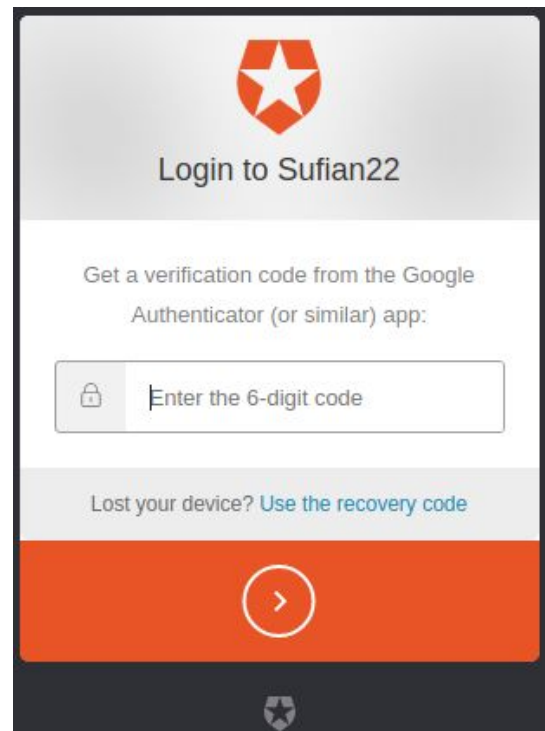 Login to Sufian22
Get a verification code from the Google
Authenticator (or similar) app:
Enter the 6-digit code
Lost your device? Use the recovery code